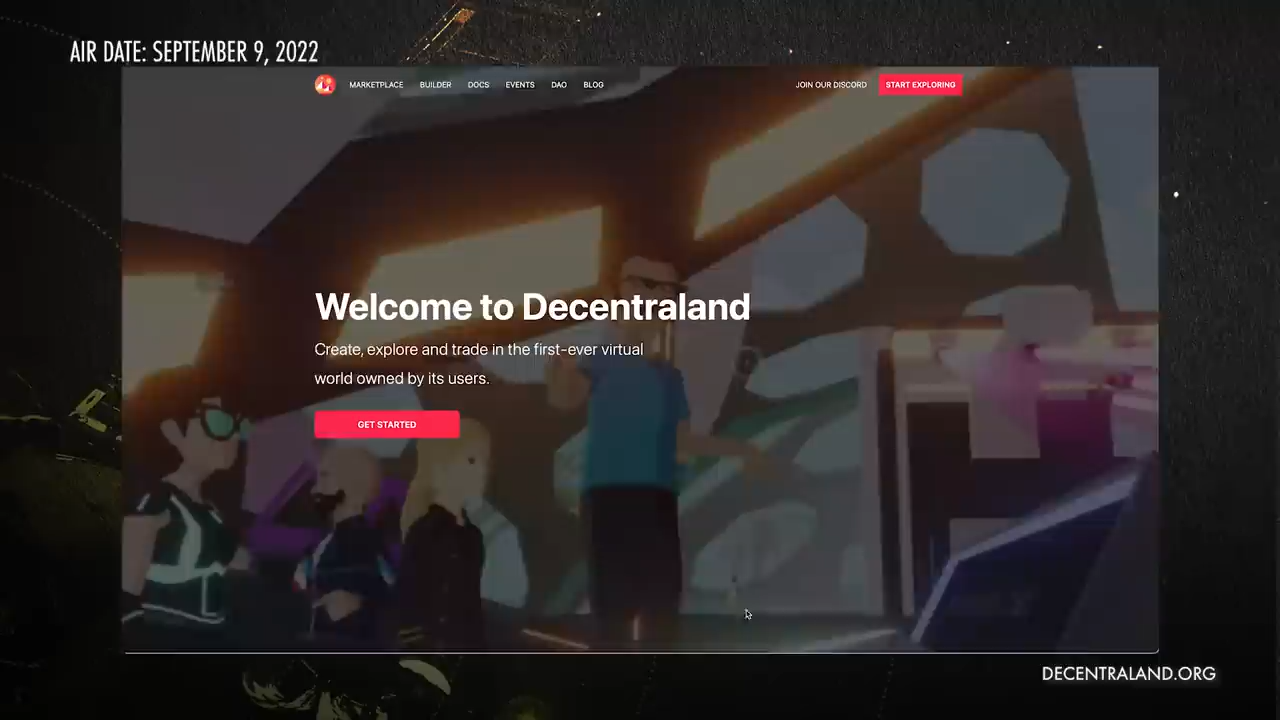 AIR DATE: SEPTEMBER 9, 2022
MARKETPLACE BUILDER DOCS EVENTS DAO BLOG JOIN OUR DISCORD START EXPLORING
Welcome to Decentraland
Create, explore and trade in the first-ever virtual
world owned by its users.
GET STARTED
DECENTRALAND.ORG